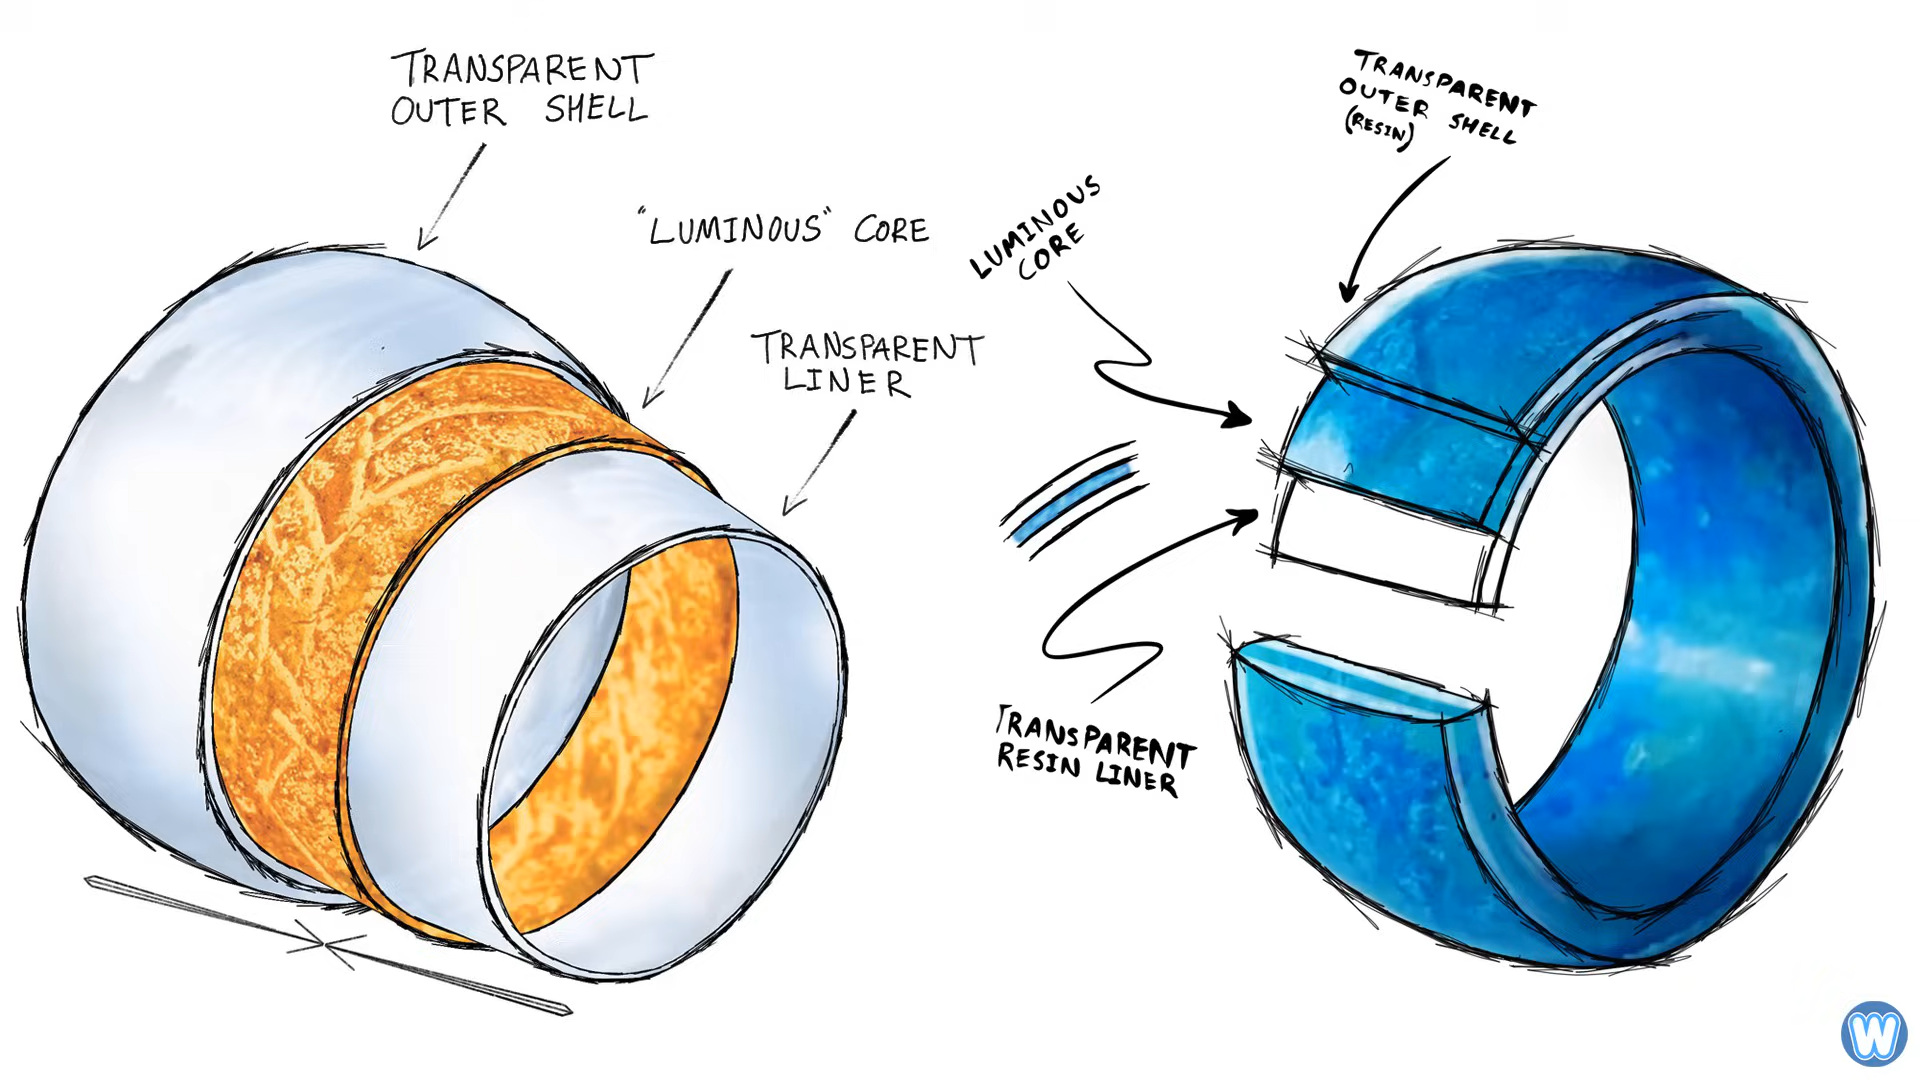 TRANSPARENT
OUTER SHELL
"LUMINOUS" CORE
TRANSPARENT
LINER
TRANSPARENT
OUTER SHELL
(RESIN)
LUMINOUS
CORE
TRANSPARENT
RESIN LINER
W